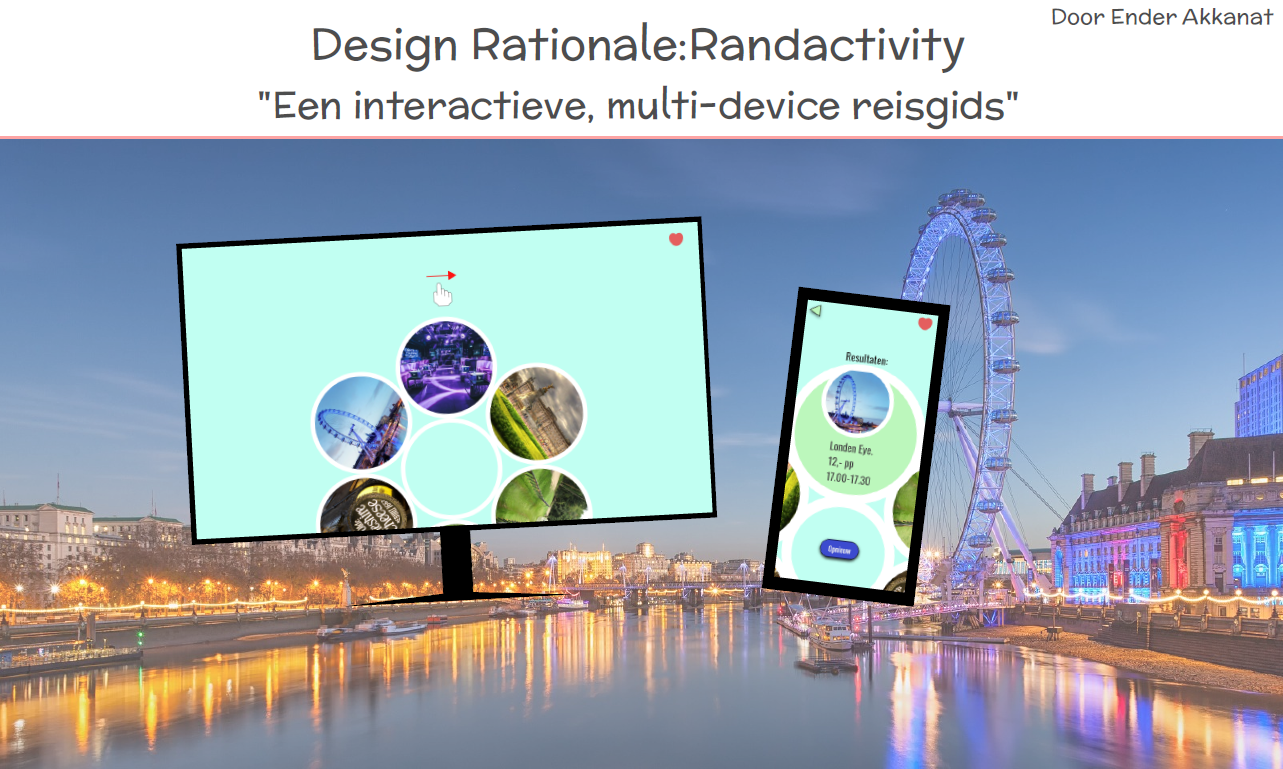 Door Ender Akkanat
Design Rationale:Randactivity
"Een interactieve, multi-device reisgids"
Resultaten:
Londen Eye.
12,- pp
17.00-17.30
Opnieuw